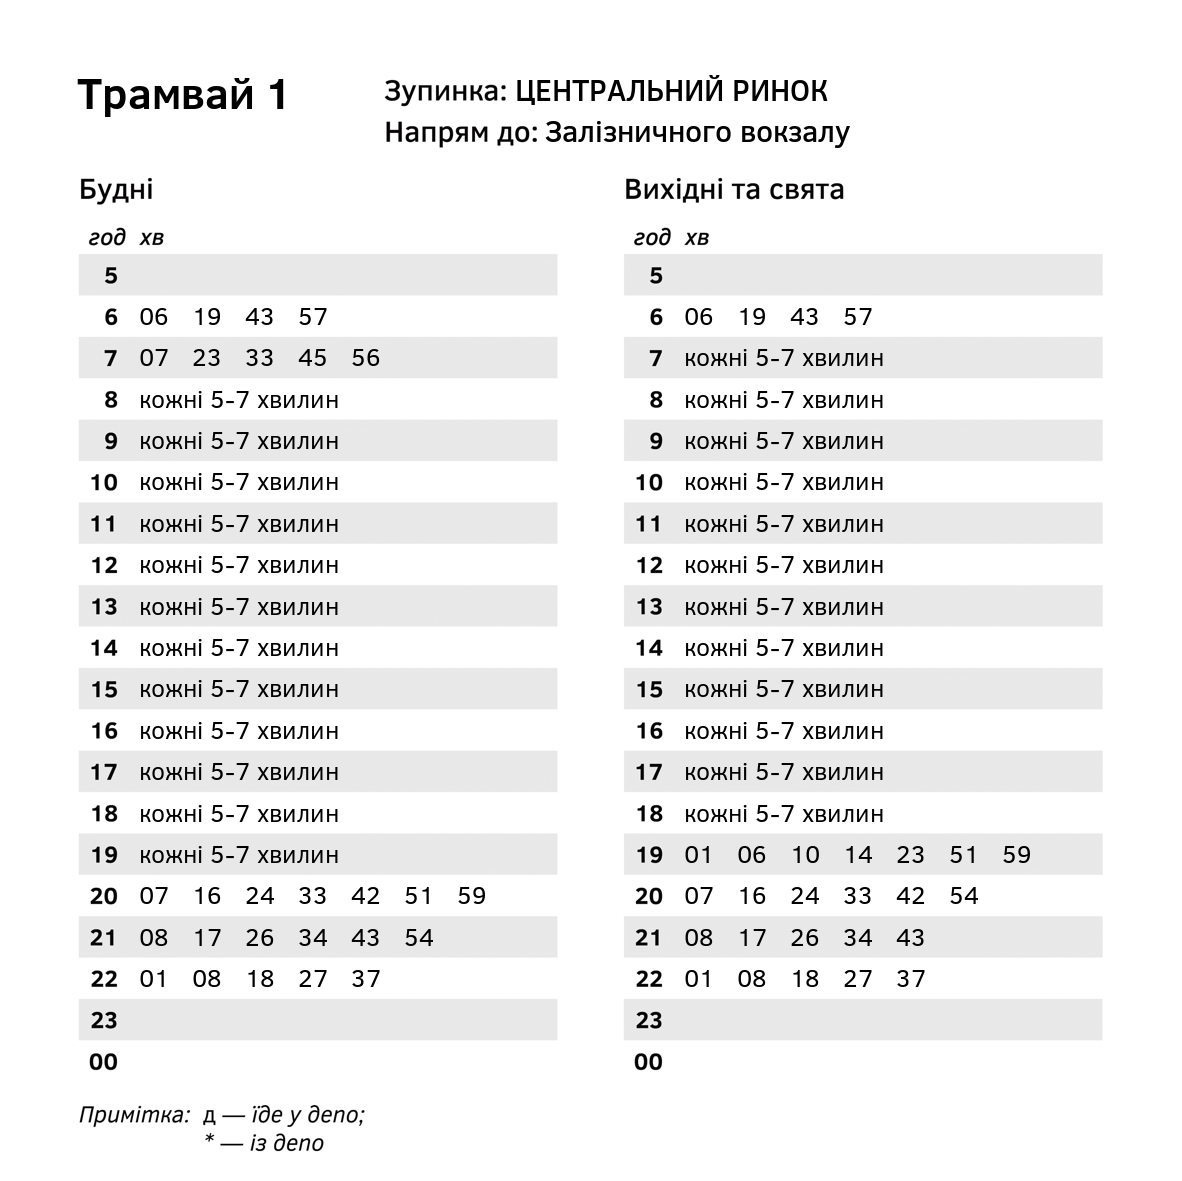 Трамвай 1
Зупинка: ЦЕНТРАЛЬНИЙ РИНОК
Напрям до: Залізничного вокзалу
Будні
год хв
5
6 06 19 43 57
7 07 23 33 45 56
8 кожні 5-7 хвилин
9 кожні 5-7 хвилин
10 кожні 5-7 хвилин
11 кожні 5-7 хвилин
12 кожні 5-7 хвилин
13 кожні 5-7 хвилин
14 кожні 5-7 хвилин
15 кожні 5-7 хвилин
16 кожні 5-7 хвилин
17 кожні 5-7 хвилин
18 кожні 5-7 хвилин
19 кожні 5-7 хвилин
20 07 16 24 33 42 51 59
21 08 17 26 34 43 54
22 01 08 18 27 37
23
00
Вихідні та свята
год хв
5
6 06 19 43 57
7 кожні 5-7 хвилин
8 кожні 5-7 хвилин
9 кожні 5-7 хвилин
10 кожні 5-7 хвилин
11 кожні 5-7 хвилин
12 кожні 5-7 хвилин
13 кожні 5-7 хвилин
14 кожні 5-7 хвилин
15 кожні 5-7 хвилин
16 кожні 5-7 хвилин
17 кожні 5-7 хвилин
18 кожні 5-7 хвилин
19 01 06 10 14 23 51 59
20 07 16 24 33 42 54
21 08 17 26 34 43
22 01 08 18 27 37
23
00
Примітка: д — їде у депо;
* — із депо